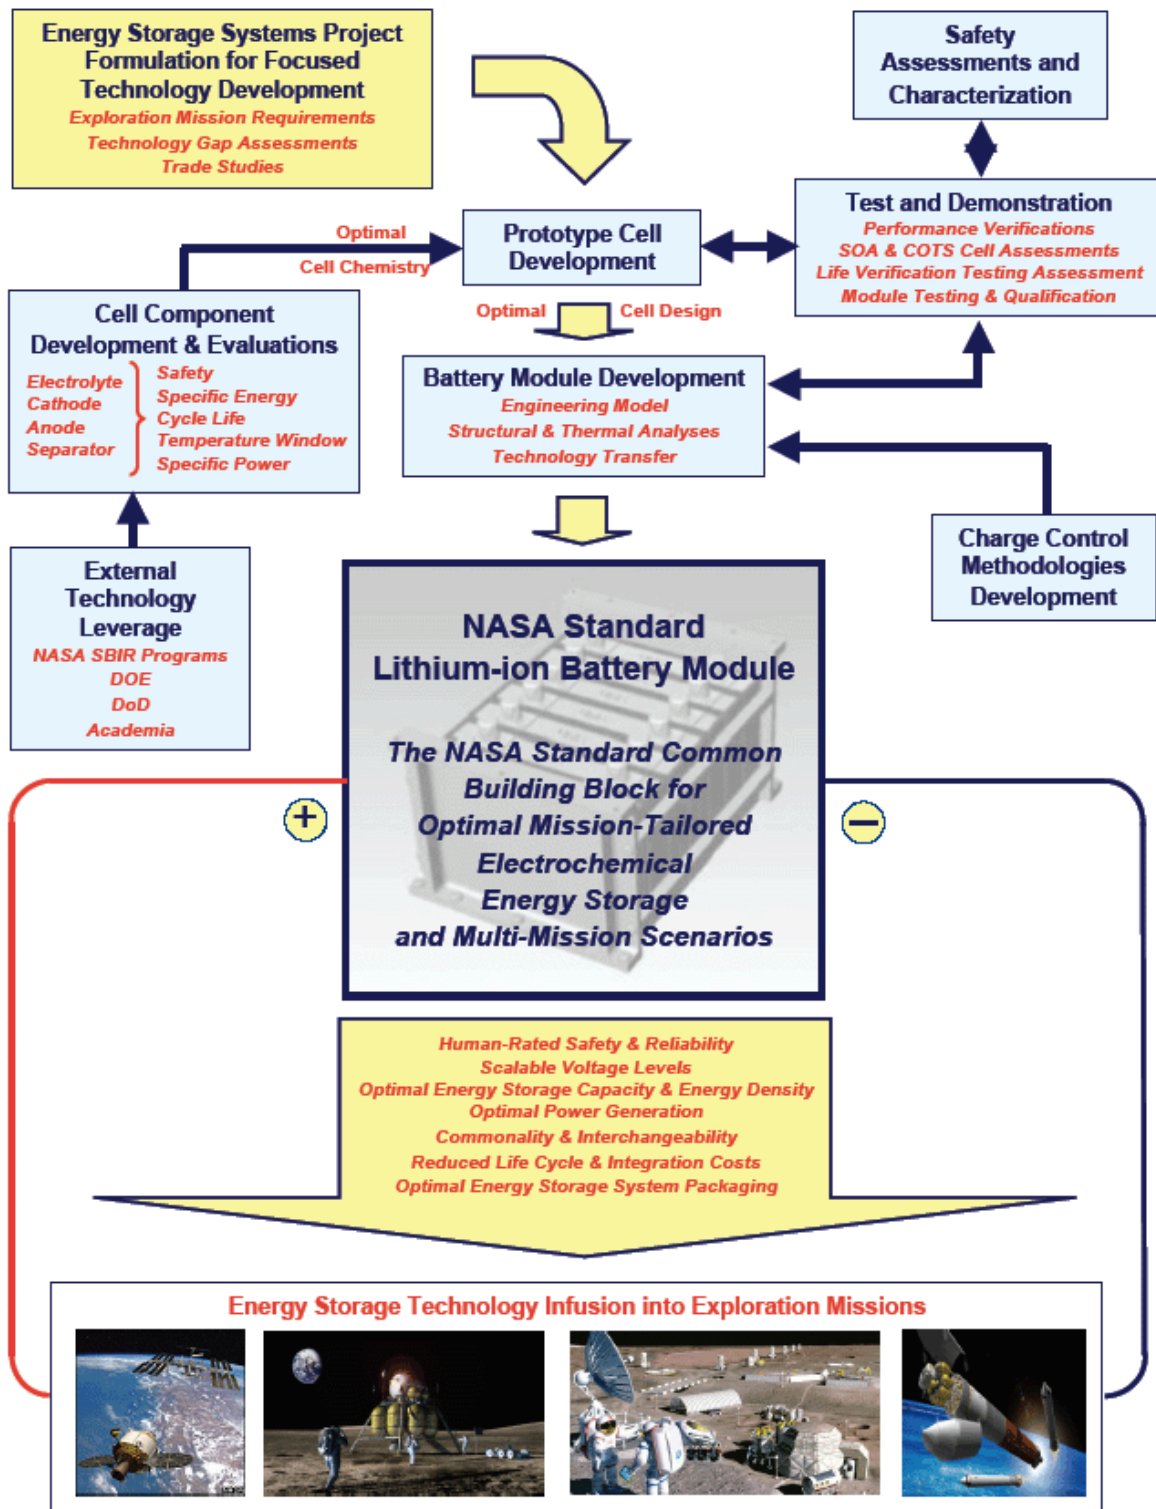 Energy Storage Systems Project
Formulation for Focused
Technology Development
Exploration Mission Requirements
Technology Gap Assessments
Trade Studies
Safety
Assessments and
Characterization
Test and Demonstration
Performance Verifications
SOA & COTS Cell Assessments
Life Verification Testing Assessment
Module Testing & Qualification
Optimal
Cell Chemistry
Prototype Cell
Development
Optimal
Cell Design
Cell Component
Development & Evaluations
Electrolyte
Cathode
Anode
Separator
Safety
Specific Energy
Cycle Life
Temperature Window
Specific Power
Battery Module Development
Engineering Model
Structural & Thermal Analyses
Technology Transfer
Charge Control
Methodologies
Development
External
Technology
Leverage
NASA SBIR Programs
DOE
DoD
Academia
NASA Standard
Lithium-ion Battery Module
The NASA Standard Common
Building Block for
Optimal Mission-Tailored
Electrochemical
Energy Storage
and Multi-Mission Scenarios
+
−
Human-Rated Safety & Reliability
Scalable Voltage Levels
Optimal Energy Storage Capacity & Energy Density
Optimal Power Generation
Commonality & Interchangeability
Reduced Life Cycle & Integration Costs
Optimal Energy Storage System Packaging
Energy Storage Technology Infusion into Exploration Missions